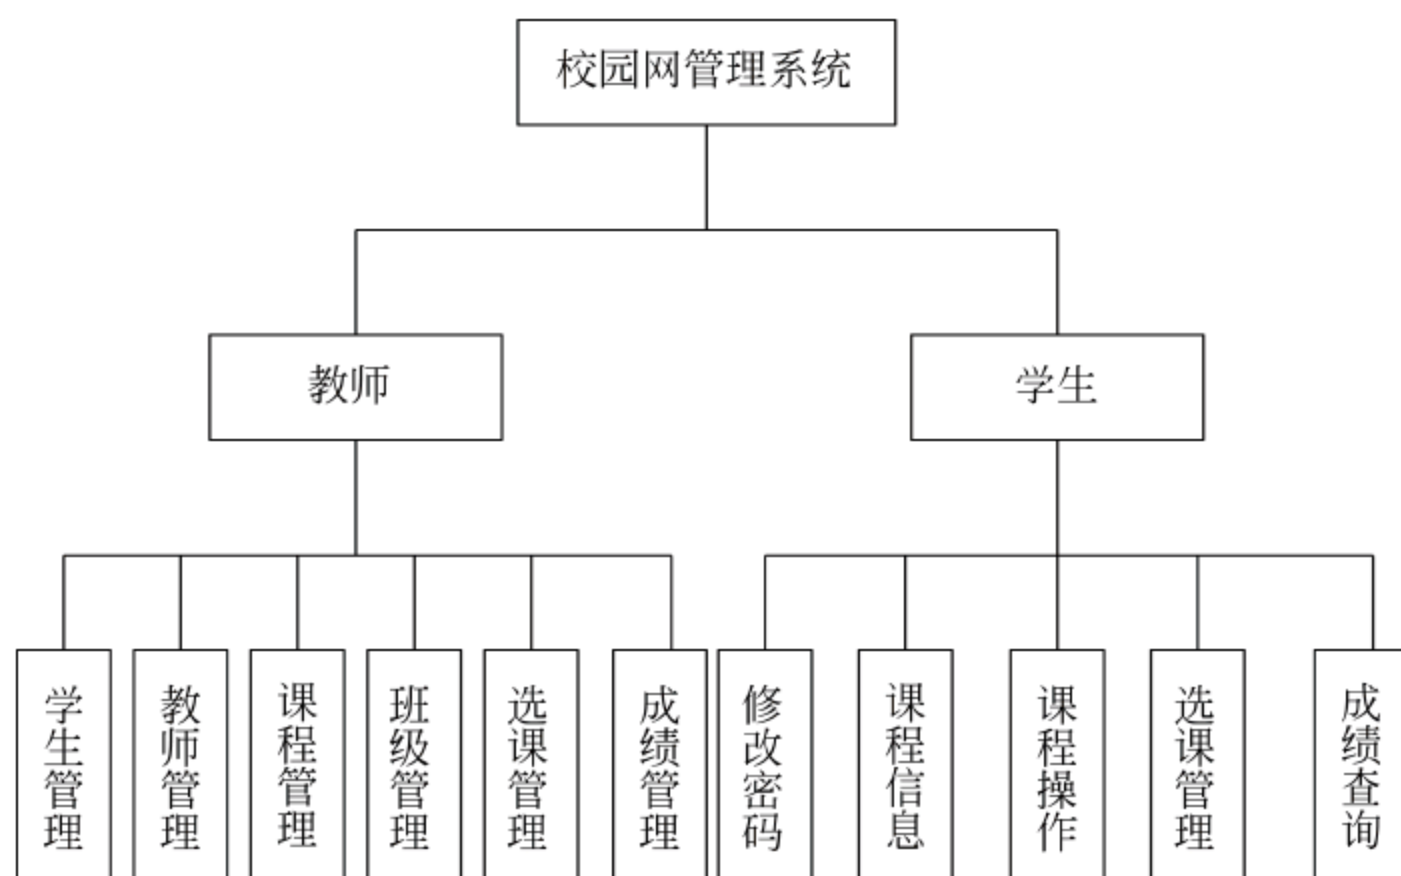 校园网管理系统
教师
学生
学生管理
教师管理
课程管理
班级管理
选课管理
成绩管理
修改密码
课程信息
课程操作
选课管理
成绩查询